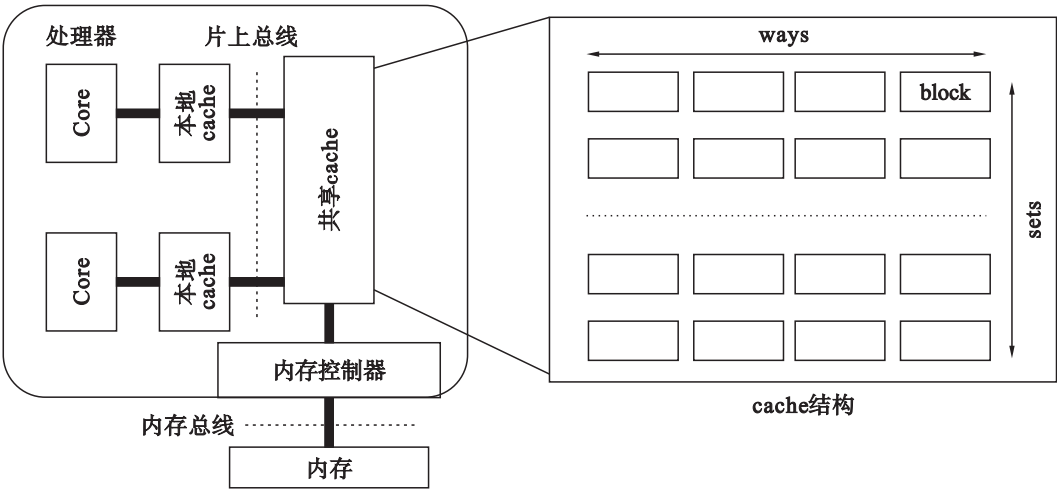 处理器
片上总线
Core
本地
cache
共享cache
Core
本地
cache
内存控制器
内存总线
内存
ways
block
sets
cache结构